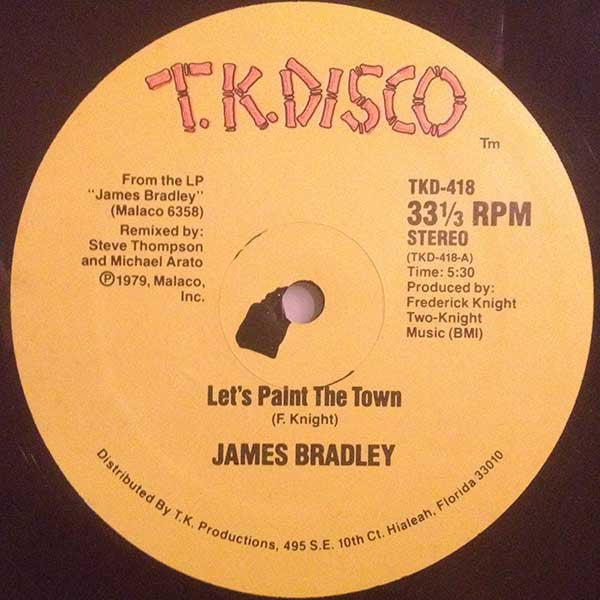 T.K.DISCO
Tm
From the LP
"James Bradley"
(Malaco 6358)
Remixed by:
Steve Thompson
and Michael Arato
Ⓟ1979, Malaco,
Inc.
TKD-418
33⅓ RPM
STEREO
(TKD-418-A)
Time: 5:30
Produced by:
Frederick Knight
Two-Knight
Music (BMI)
Let's Paint The Town
(F. Knight)
JAMES BRADLEY
Distributed By T.K. Productions, 495 S.E. 10th Ct. Hialeah, Florida 33010